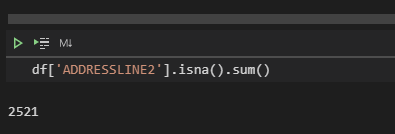 M↓
df['ADDRESSLINE2'].isna().sum()
2521